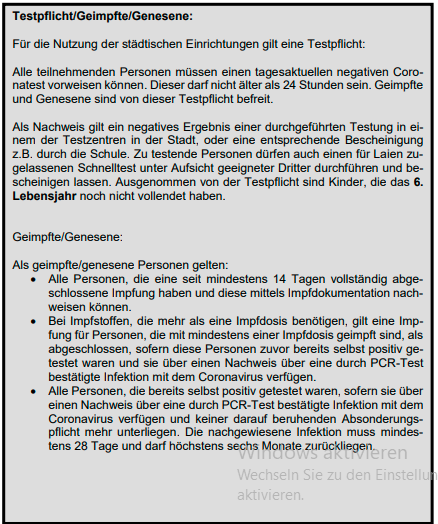 Testpflicht/Geimpfte/Genesene:
Für die Nutzung der städtischen Einrichtungen gilt eine Testpflicht:
Alle teilnehmenden Personen müssen einen tagesaktuellen negativen Coro-
natest vorweisen können. Dieser darf nicht älter als 24 Stunden sein. Geimpfte
und Genesene sind von dieser Testpflicht befreit.
Als Nachweis gilt ein negatives Ergebnis einer durchgeführten Testung in ei-
nem der Testzentren in der Stadt, oder eine entsprechende Bescheinigung
z.B. durch die Schule. Zu testende Personen dürfen auch einen für Laien zu-
gelassenen Schnelltest unter Aufsicht geeigneter Dritter durchführen und be-
scheinigen lassen. Ausgenommen von der Testpflicht sind Kinder, die das 6.
Lebensjahr noch nicht vollendet haben.
Geimpfte/Genesene:
Als geimpfte/genesene Personen gelten:
• Alle Personen, die eine seit mindestens 14 Tagen vollständig abge-
schlossene Impfung haben und diese mittels Impfdokumentation nach-
weisen können.
• Bei Impfstoffen, die mehr als eine Impfdosis benötigen, gilt eine Imp-
fung für Personen, die mit mindestens einer Impfdosis geimpft sind, als
abgeschlossen, sofern diese Personen zuvor bereits selbst positiv ge-
testet waren und sie über einen Nachweis über eine durch PCR-Test
bestätigte Infektion mit dem Coronavirus verfügen.
• Alle Personen, die bereits selbst positiv getestet waren, sofern sie über
einen Nachweis über eine durch PCR-Test bestätigte Infektion mit dem
Coronavirus verfügen und keiner darauf beruhenden Absonderungs-
pflicht mehr unterliegen. Die nachgewiesene Infektion muss mindes-
tens 28 Tage und darf höchstens sechs Monate zurückliegen.
Windows aktivieren
Wechseln Sie zu den Einstellun
aktivieren.